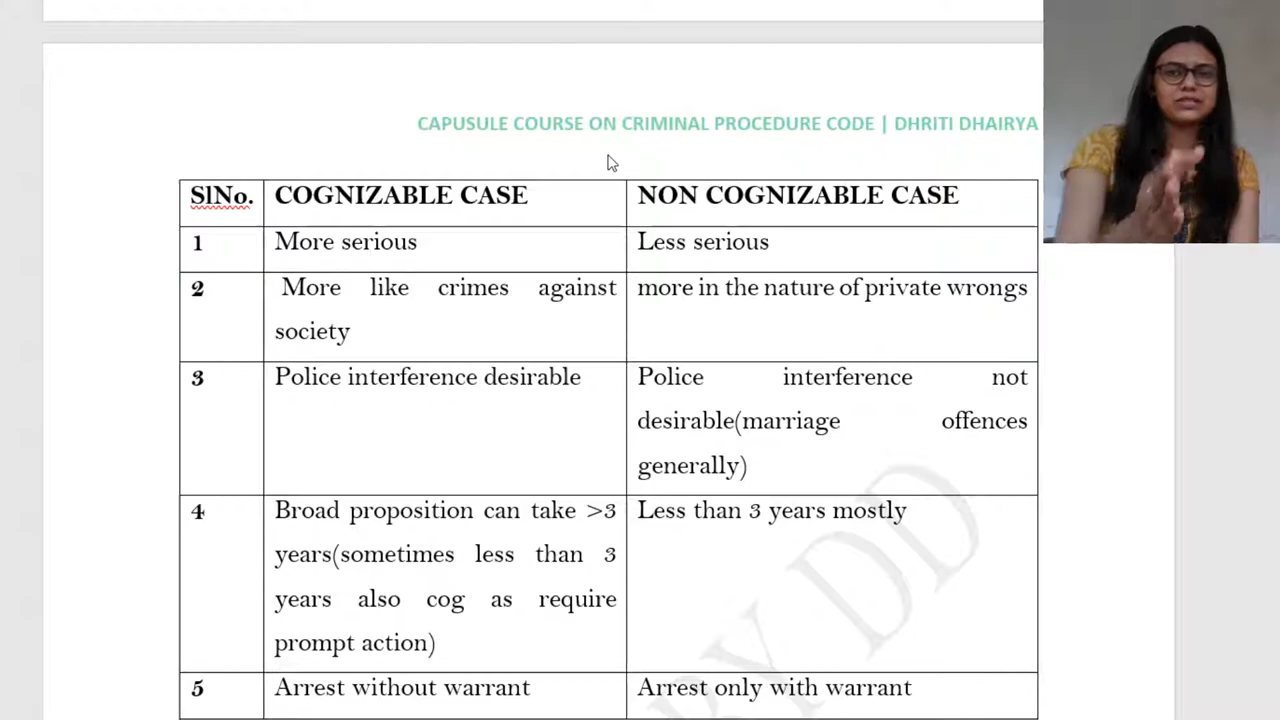 CAPUSULE COURSE ON CRIMINAL PROCEDURE CODE | DHRITI DHAIRYA
SlNo. COGNIZABLE CASE NON COGNIZABLE CASE
1 More serious Less serious
2 More like crimes against more in the nature of private wrongs
society
3 Police interference desirable Police interference not
desirable(marriage offences
generally)
4 Broad proposition can take >3 Less than 3 years mostly
years(sometimes less than 3
years also cog as require
prompt action)
5 Arrest without warrant Arrest only with warrant